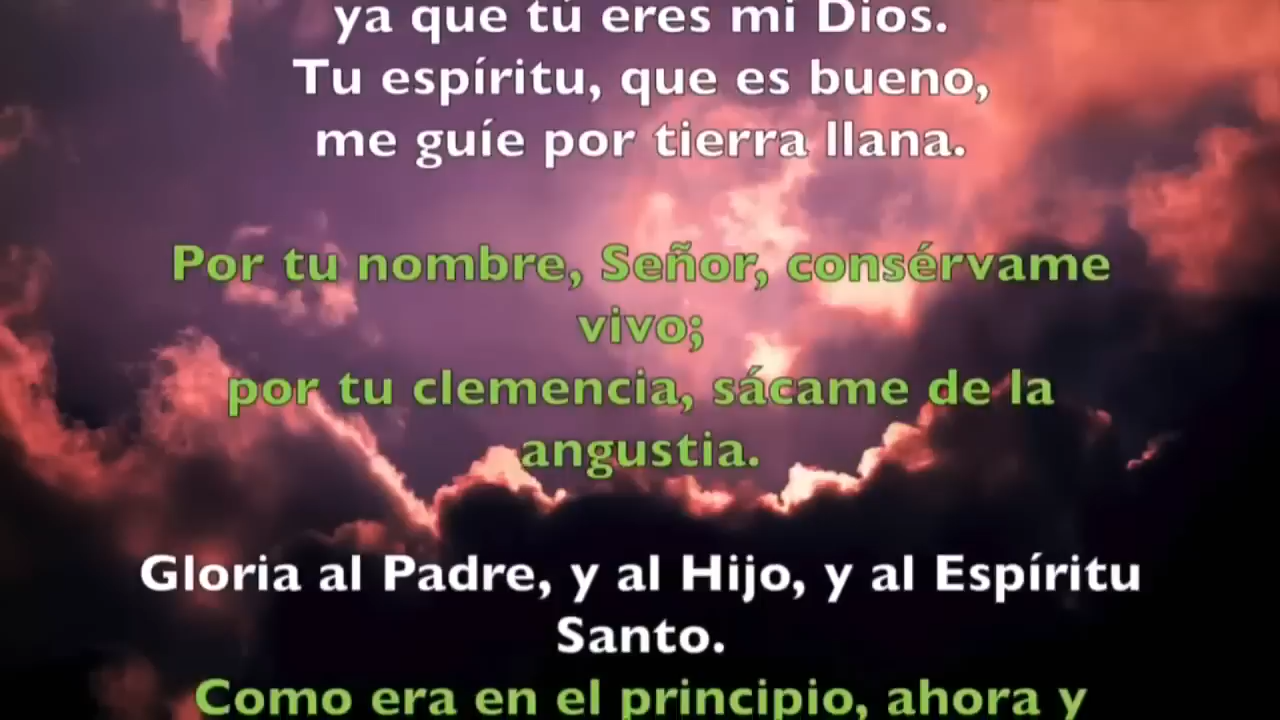 ya que tú eres mi Dios.
Tu espíritu, que es bueno,
me guíe por tierra llana.
Por tu nombre, Señor, consérvame
vivo;
por tu clemencia, sácame de la
angustia.
Gloria al Padre, y al Hijo, y al Espíritu
Santo.
Como era en el principio, ahora y